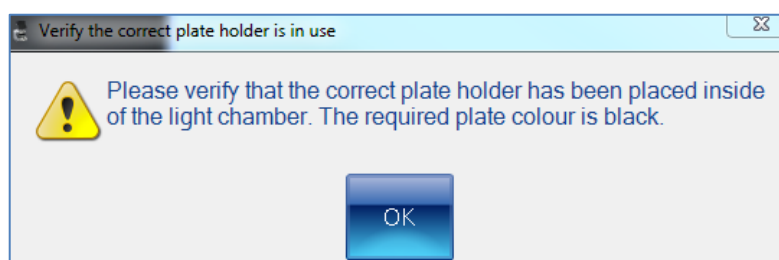 Verify the correct plate holder is in use
Please verify that the correct plate holder has been placed inside
of the light chamber. The required plate colour is black.
OK